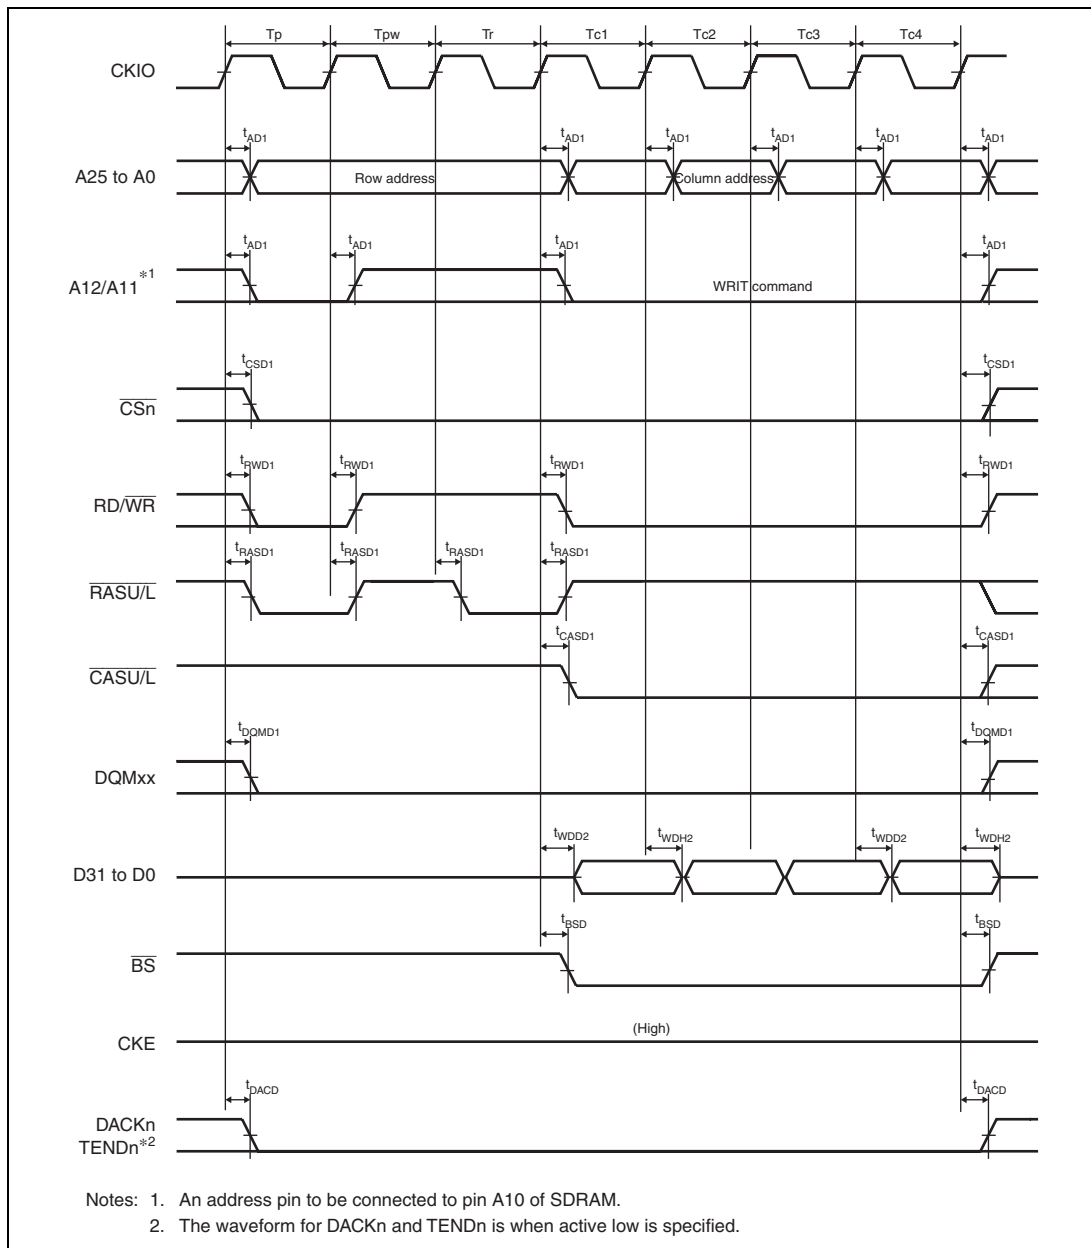 Tp Tpw Tr Tc1 Tc2 Tc3 Tc4
CKIO
tAD1 tAD1 tAD1 tAD1 tAD1 tAD1
A25 to A0 Row address Column address
tAD1 tAD1 tAD1 tAD1
A12/A11*1 WRIT command
tCSD1 tCSD1
CSn
tRWD1 tRWD1 tRWD1 tRWD1
RD/WR
tRASD1 tRASD1 tRASD1 tRASD1
RASU/L
tCASD1 tCASD1
CASU/L
tDQMD1 tDQMD1
DQMxx
tWDD2 tWDH2 tWDD2 tWDH2
D31 to D0
tBSD tBSD
BS
(High)
CKE
tDACD tDACD
DACKn
TENDn*2
Notes: 1. An address pin to be connected to pin A10 of SDRAM.
2. The waveform for DACKn and TENDn is when active low is specified.